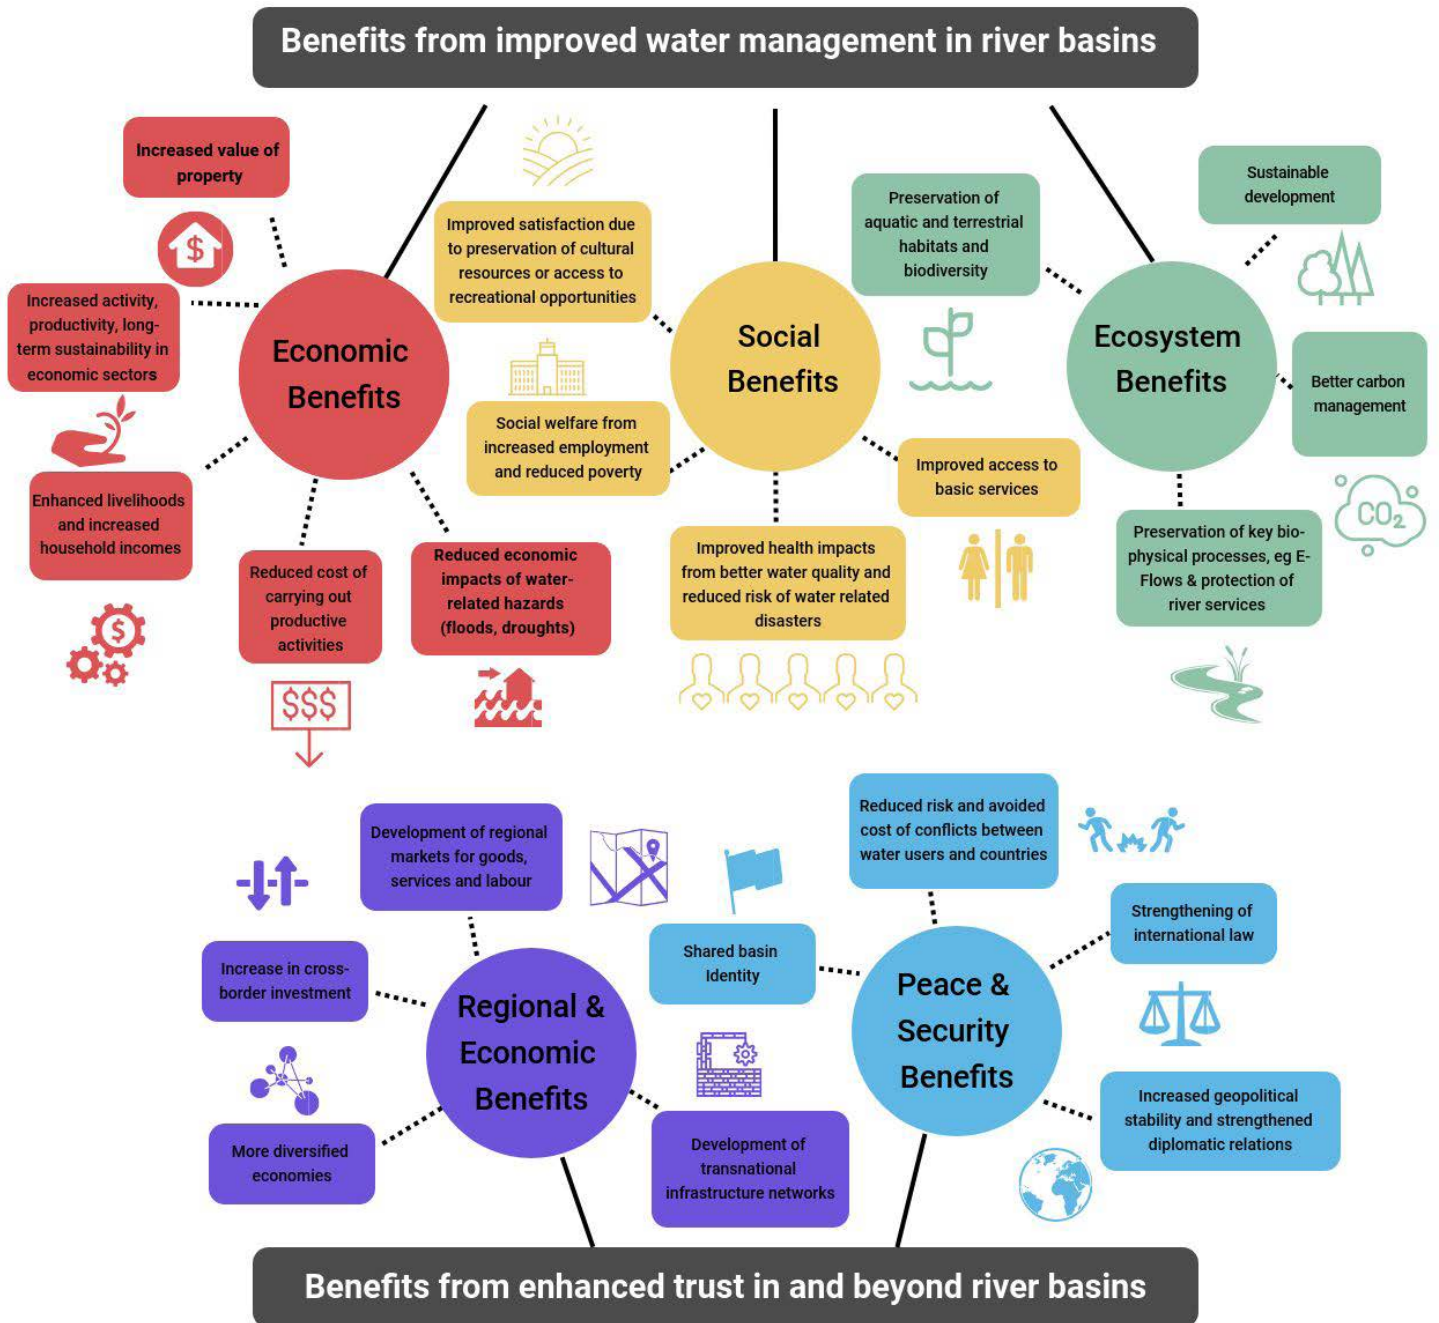 Benefits from improved water management in river basins
Increased value of
property
$
Increased activity,
productivity, long-
term sustainability in
economic sectors
Enhanced livelihoods
and increased
household incomes
$
Economic
Benefits
Reduced cost of
carrying out
productive
activities
$$$
Reduced economic
impacts of water-
related hazards
(floods, droughts)
Improved satisfaction due
to preservation of cultural
resources or access to
recreational opportunities
Social welfare from
increased employment
and reduced poverty
Social
Benefits
Improved health impacts
from better water quality and
reduced risk of water related
disasters
Improved access to
basic services
Preservation of
aquatic and terrestrial
habitats and
biodiversity
Ecosystem
Benefits
Sustainable
development
Better carbon
management
CO2
Preservation of key bio-
physical processes, eg E-
Flows & protection of
river services
Development of regional
markets for goods,
services and labour
Increase in cross-
border investment
More diversified
economies
Regional &
Economic
Benefits
Development of
transnational
infrastructure networks
Shared basin
Identity
Reduced risk and avoided
cost of conflicts between
water users and countries
Peace &
Security
Benefits
Strengthening of
international law
Increased geopolitical
stability and strengthened
diplomatic relations
Benefits from enhanced trust in and beyond river basins